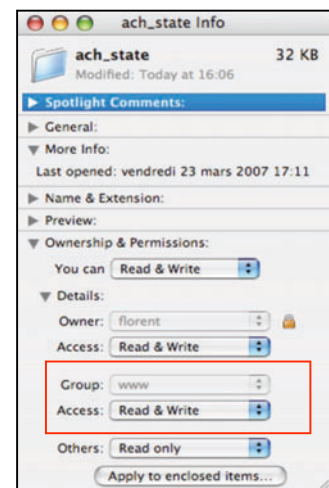 ach_state Info
ach_state 32 KB
Modified: Today at 16:06
Spotlight Comments:
General:
More Info:
Last opened: vendredi 23 mars 2007 17:11
Name & Extension:
Preview:
Ownership & Permissions:
You can Read & Write
Details:
Owner: florent
Access: Read & Write
Group: www
Access: Read & Write
Others: Read only
Apply to enclosed items...